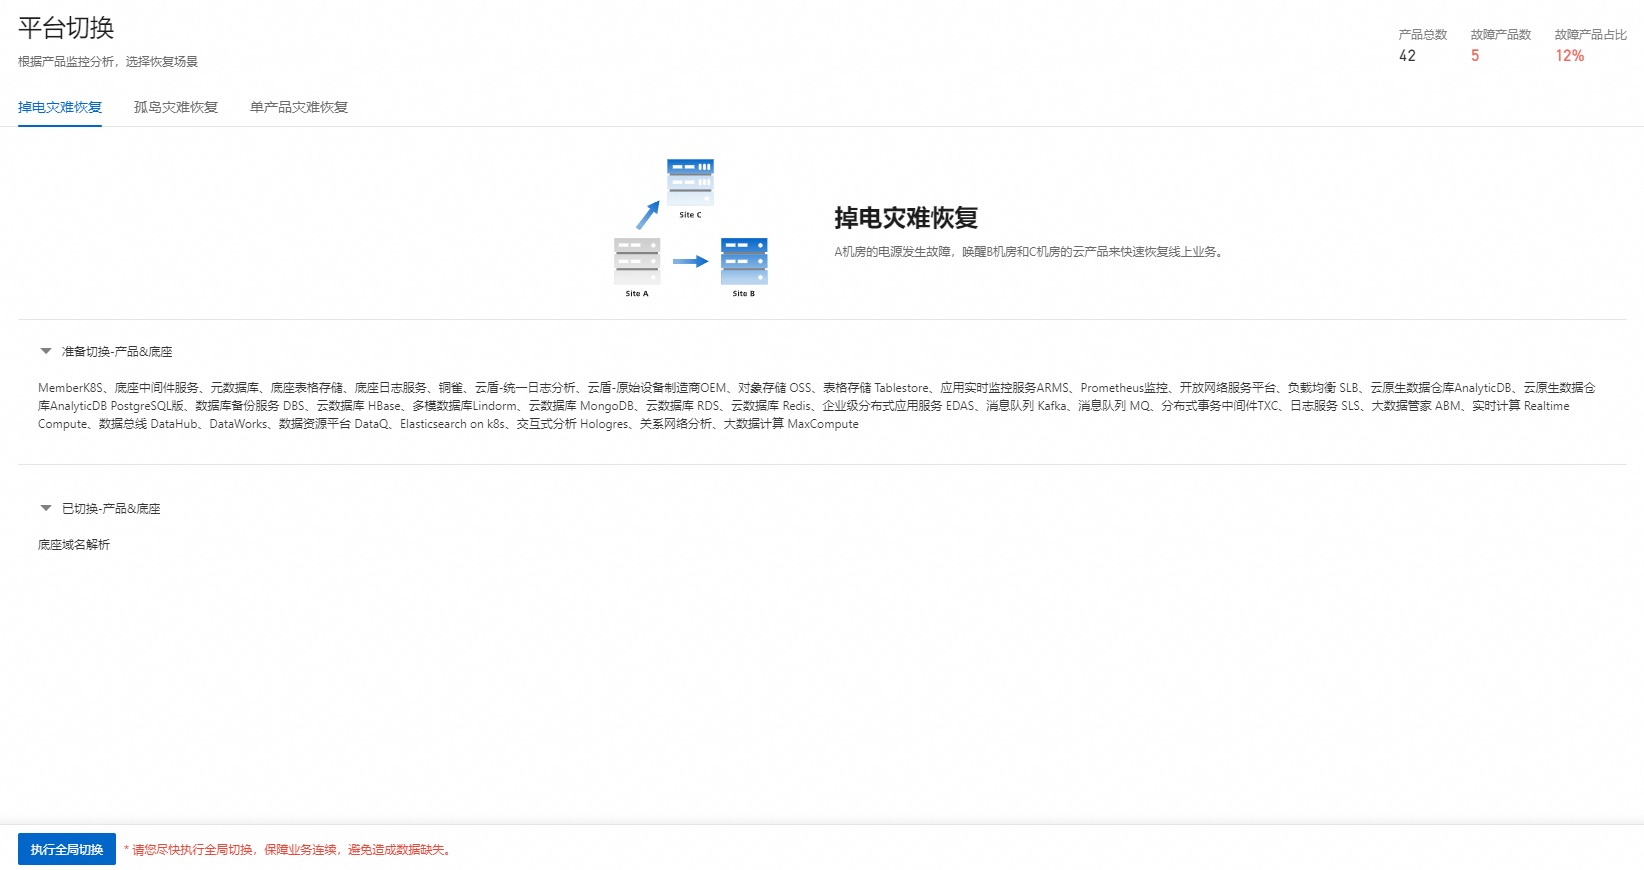 平台切换
根据产品监控分析，选择恢复场景
产品总数
42
故障产品数
5
故障产品占比
12%
掉电灾难恢复
孤岛灾难恢复
单产品灾难恢复
Site C
Site A
Site B
掉电灾难恢复
A机房的电源发生故障，唤醒B机房和C机房的云产品来快速恢复线上业务。
准备切换-产品&底座
MemberK8S、底座中间件服务、元数据库、底座表格存储、底座日志服务、铜雀、云盾-统一日志分析、云盾-原始设备制造商OEM、对象存储 OSS、表格存储 Tablestore、应用实时监控服务ARMS、Prometheus监控、开放网络服务平台、负载均衡 SLB、云原生数据仓库AnalyticDB、云原生数据仓
库AnalyticDB PostgreSQL版、数据库备份服务 DBS、云数据库 HBase、多模数据库Lindorm、云数据库 MongoDB、云数据库 RDS、云数据库 Redis、企业级分布式应用服务 EDAS、消息队列 Kafka、消息队列 MQ、分布式事务中间件TXC、日志服务 SLS、大数据管家 ABM、实时计算 Realtime
Compute、数据总线 DataHub、DataWorks、数据资源平台 DataQ、Elasticsearch on k8s、交互式分析 Hologres、关系网络分析、大数据计算 MaxCompute
已切换-产品&底座
底座域名解析
执行全局切换
* 请您尽快执行全局切换，保障业务连续，避免造成数据缺失。